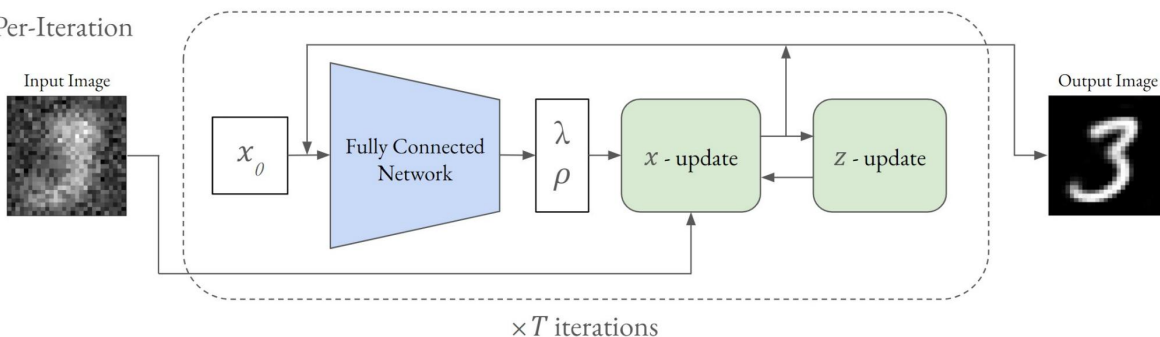 Per-Iteration
Input Image
x₀
Fully Connected
Network
λ
ρ
x - update
z - update
Output Image
× T iterations